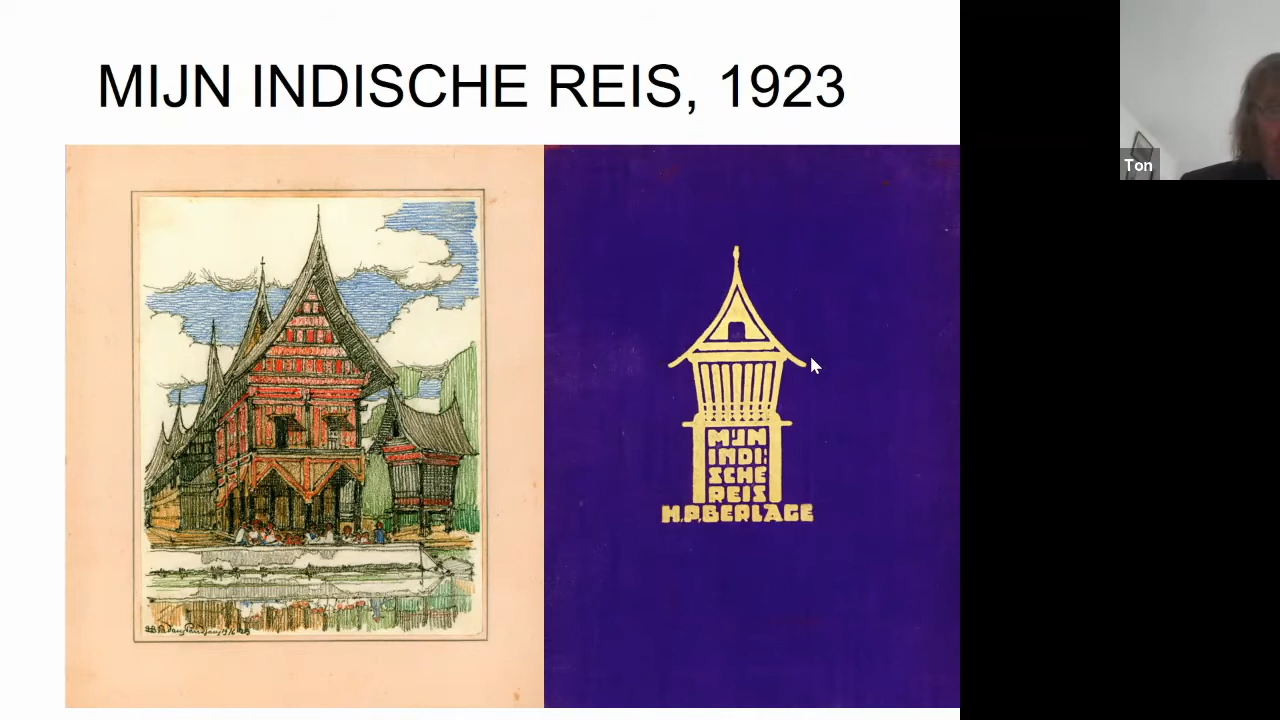 MIJN INDISCHE REIS, 1923
Ton
MIJN
INDI:
SCHE
REIS
H.P.BERLAGE